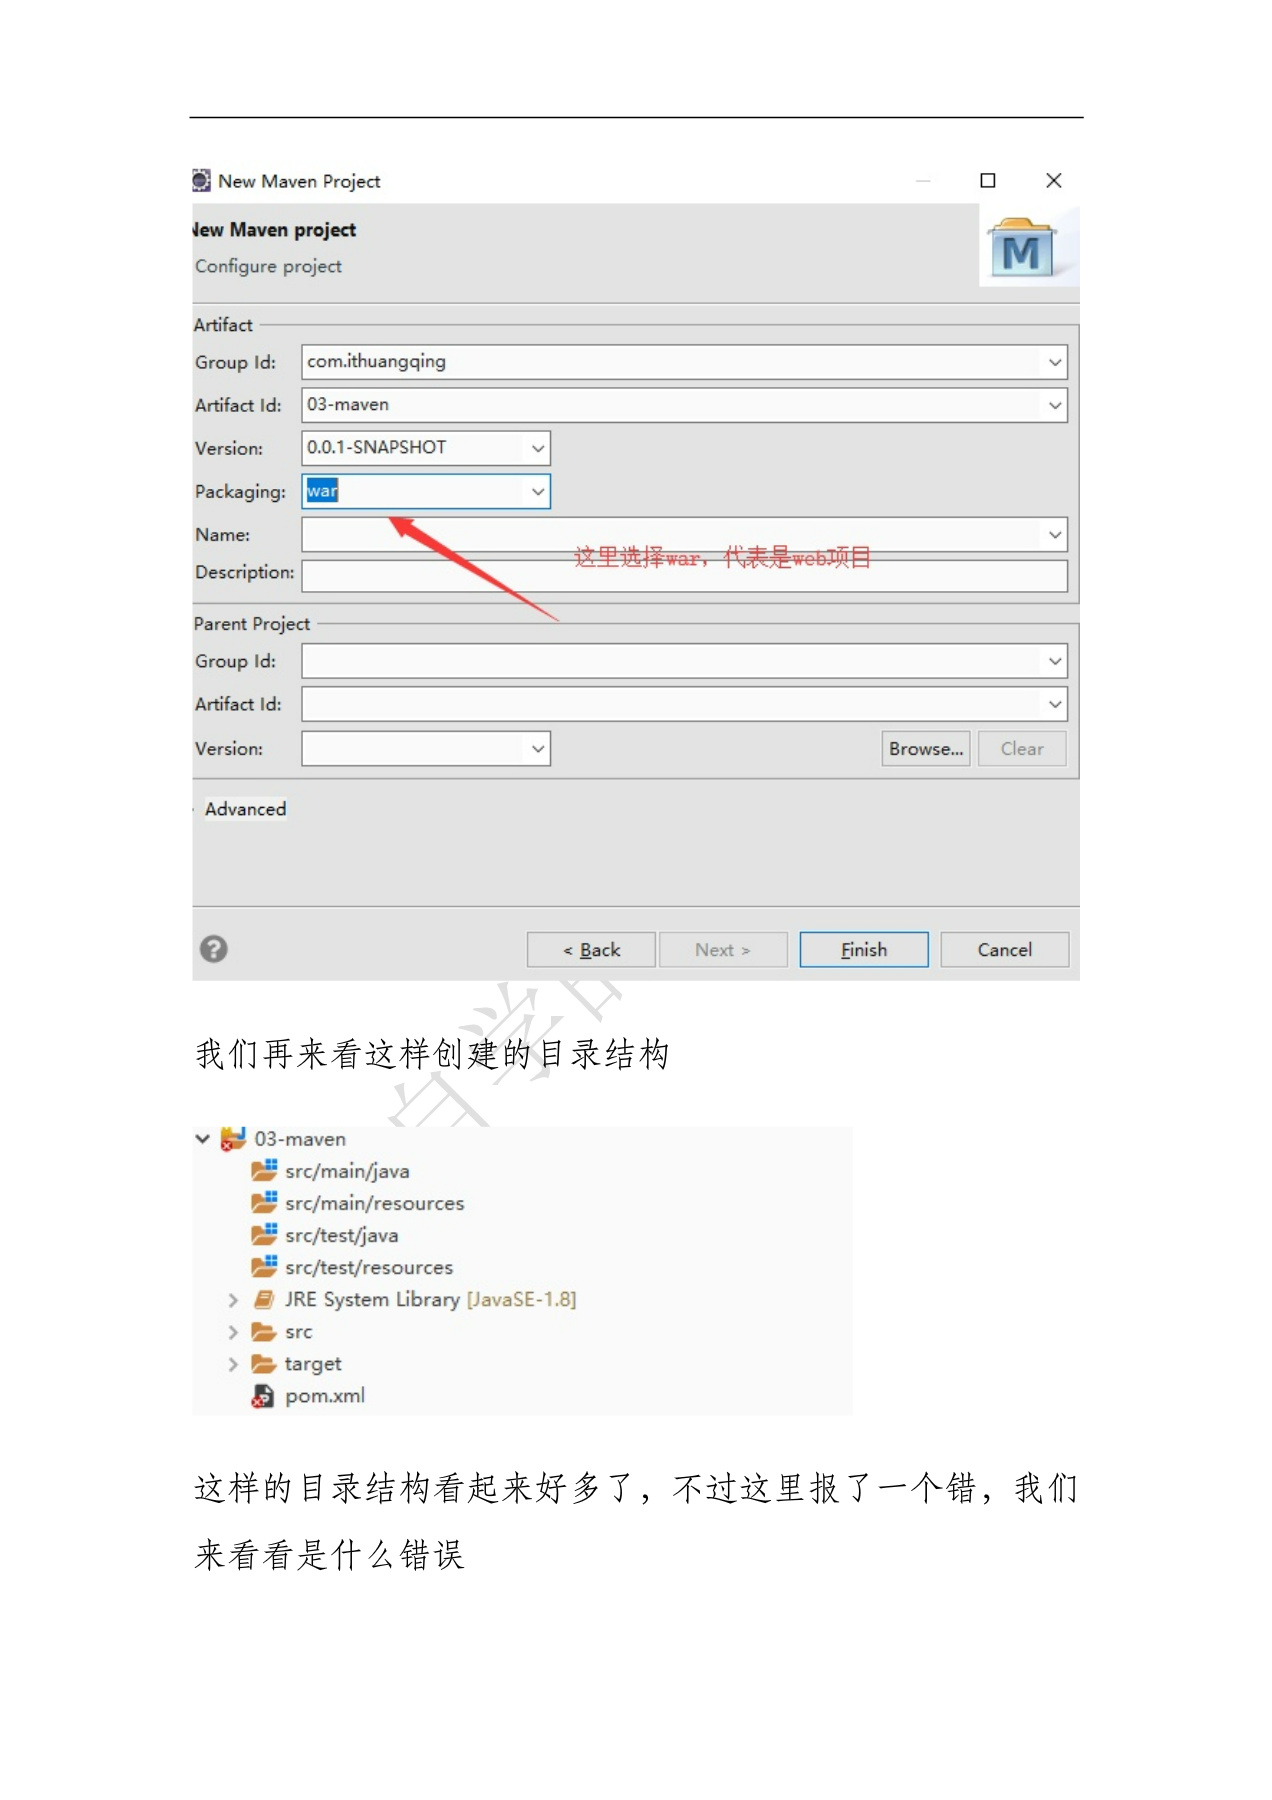 New Maven Project
New Maven project
Configure project
M
Artifact
Group Id: com.ithuangqing
Artifact Id: 03-maven
Version: 0.0.1-SNAPSHOT
Packaging: war
Name:
这里选择war，代表是web项目
Description:
Parent Project
Group Id:
Artifact Id:
Version: Browse... Clear
Advanced
? < Back Next > Finish Cancel
自学
我们再来看这样创建的目录结构
03-maven
src/main/java
src/main/resources
src/test/java
src/test/resources
JRE System Library [JavaSE-1.8]
src
target
pom.xml
这样的目录结构看起来好多了，不过这里报了一个错，我们
来看看是什么错误